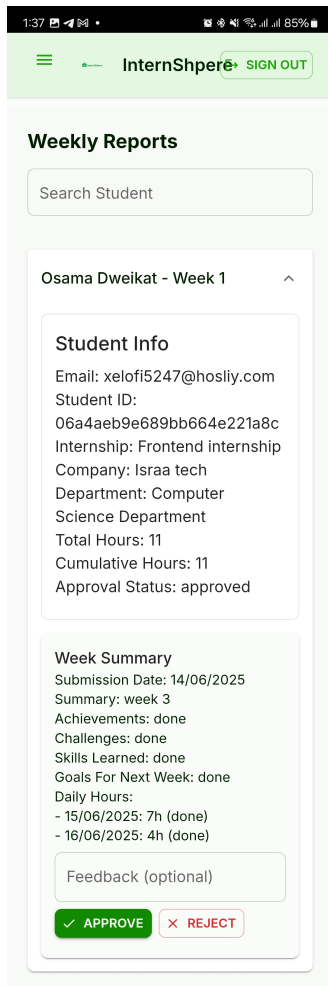 1:37
85%
InternShpere
SIGN OUT
Weekly Reports
Search Student
Osama Dweikat - Week 1
Student Info
Email: xelofi5247@hosliy.com
Student ID:
06a4aeb9e689bb664e221a8c
Internship: Frontend internship
Company: Israa tech
Department: Computer
Science Department
Total Hours: 11
Cumulative Hours: 11
Approval Status: approved
Week Summary
Submission Date: 14/06/2025
Summary: week 3
Achievements: done
Challenges: done
Skills Learned: done
Goals For Next Week: done
Daily Hours:
- 15/06/2025: 7h (done)
- 16/06/2025: 4h (done)
Feedback (optional)
APPROVE
REJECT